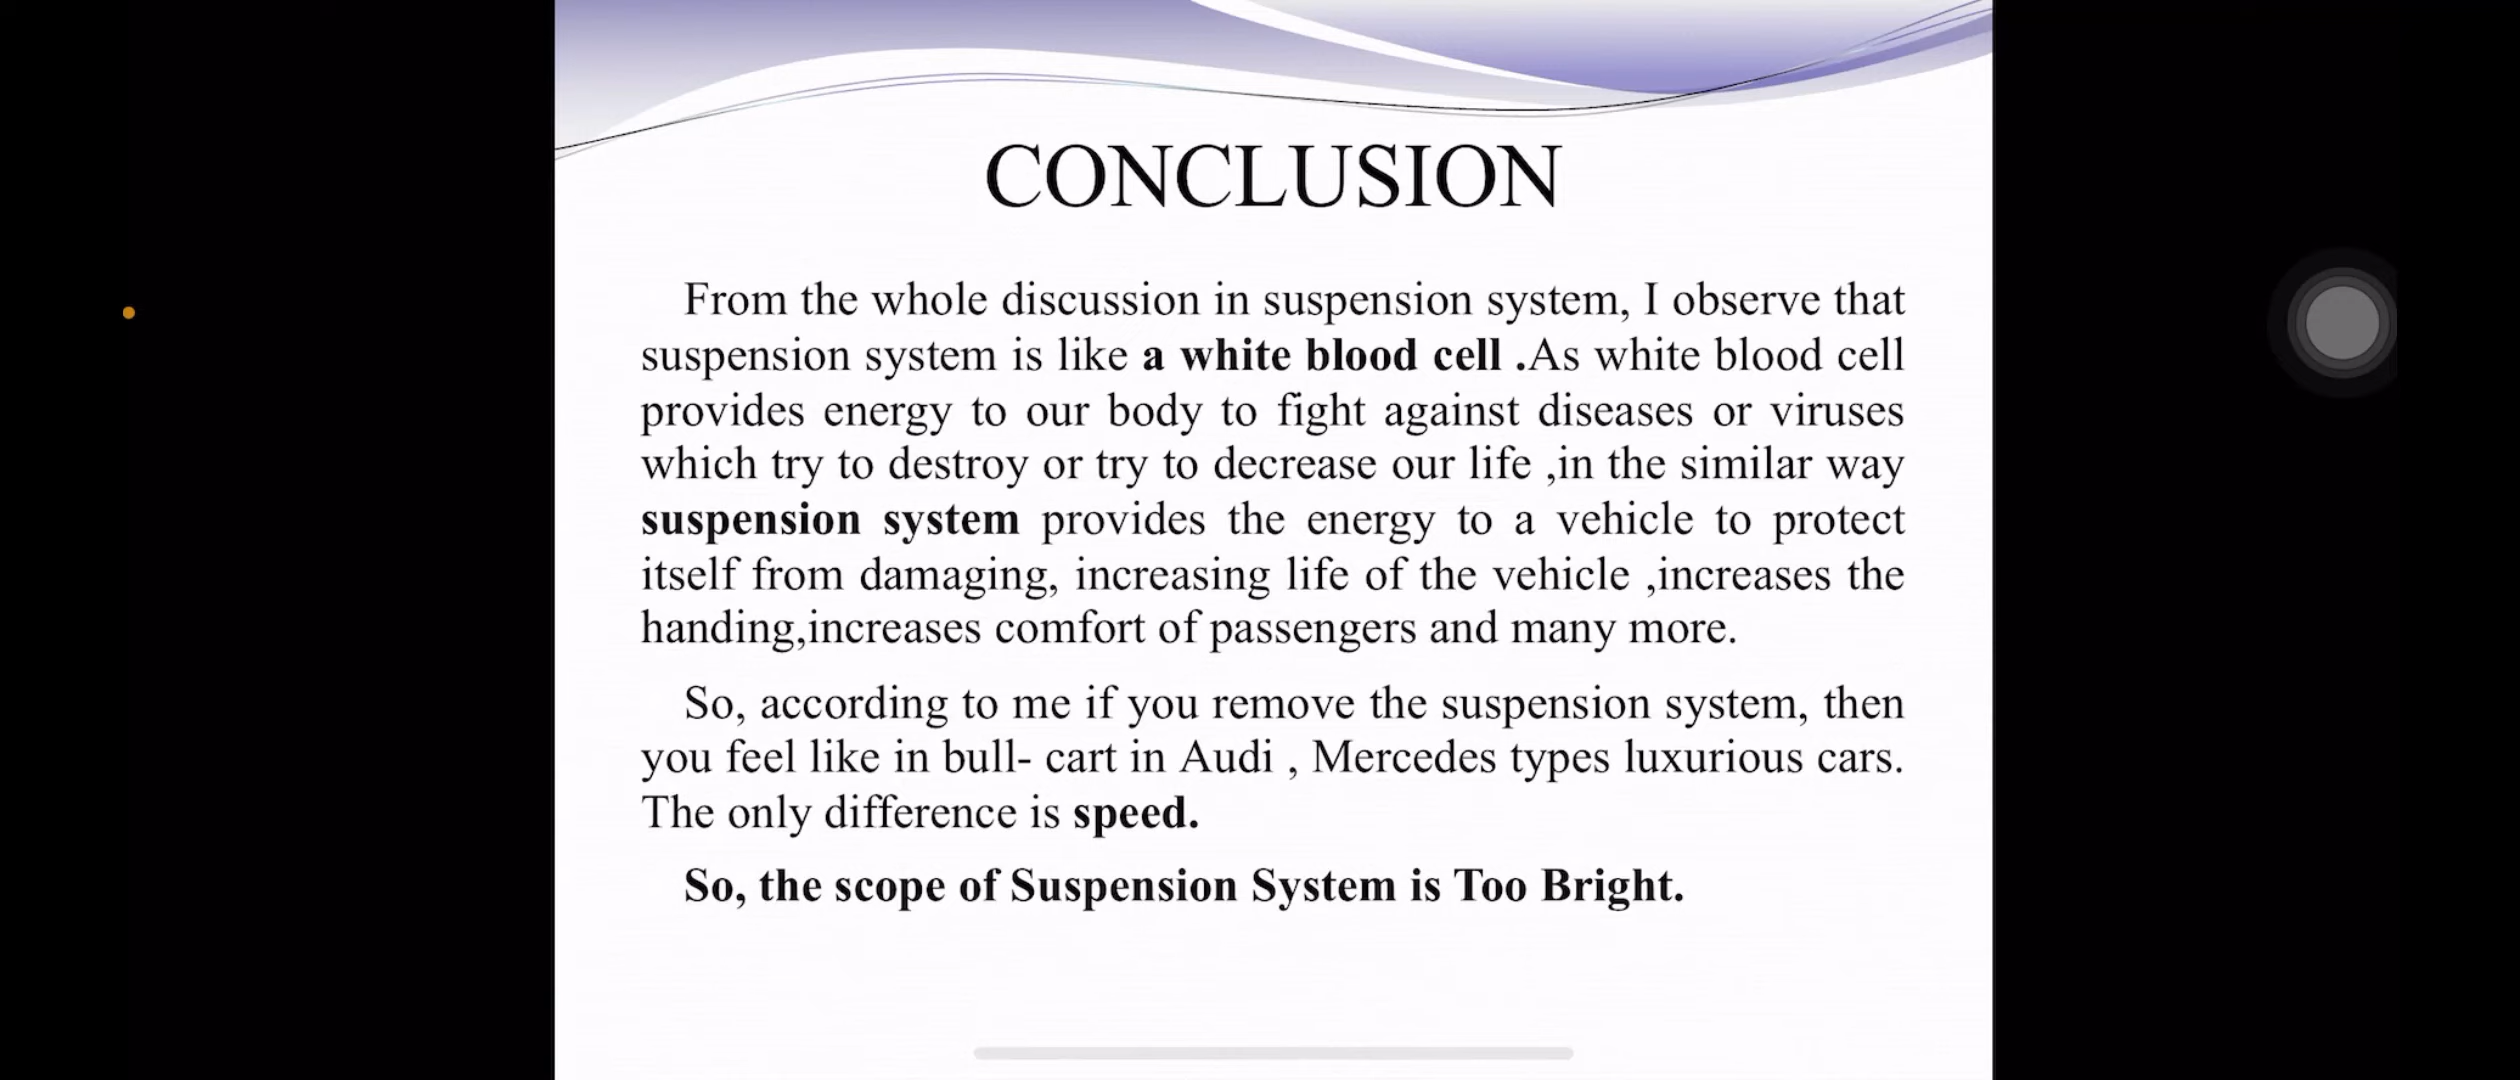 CONCLUSION
From the whole discussion in suspension system, I observe that
suspension system is like a white blood cell .As white blood cell
provides energy to our body to fight against diseases or viruses
which try to destroy or try to decrease our life ,in the similar way
suspension system provides the energy to a vehicle to protect
itself from damaging, increasing life of the vehicle ,increases the
handing,increases comfort of passengers and many more.
So, according to me if you remove the suspension system, then
you feel like in bull- cart in Audi , Mercedes types luxurious cars.
The only difference is speed.
So, the scope of Suspension System is Too Bright.